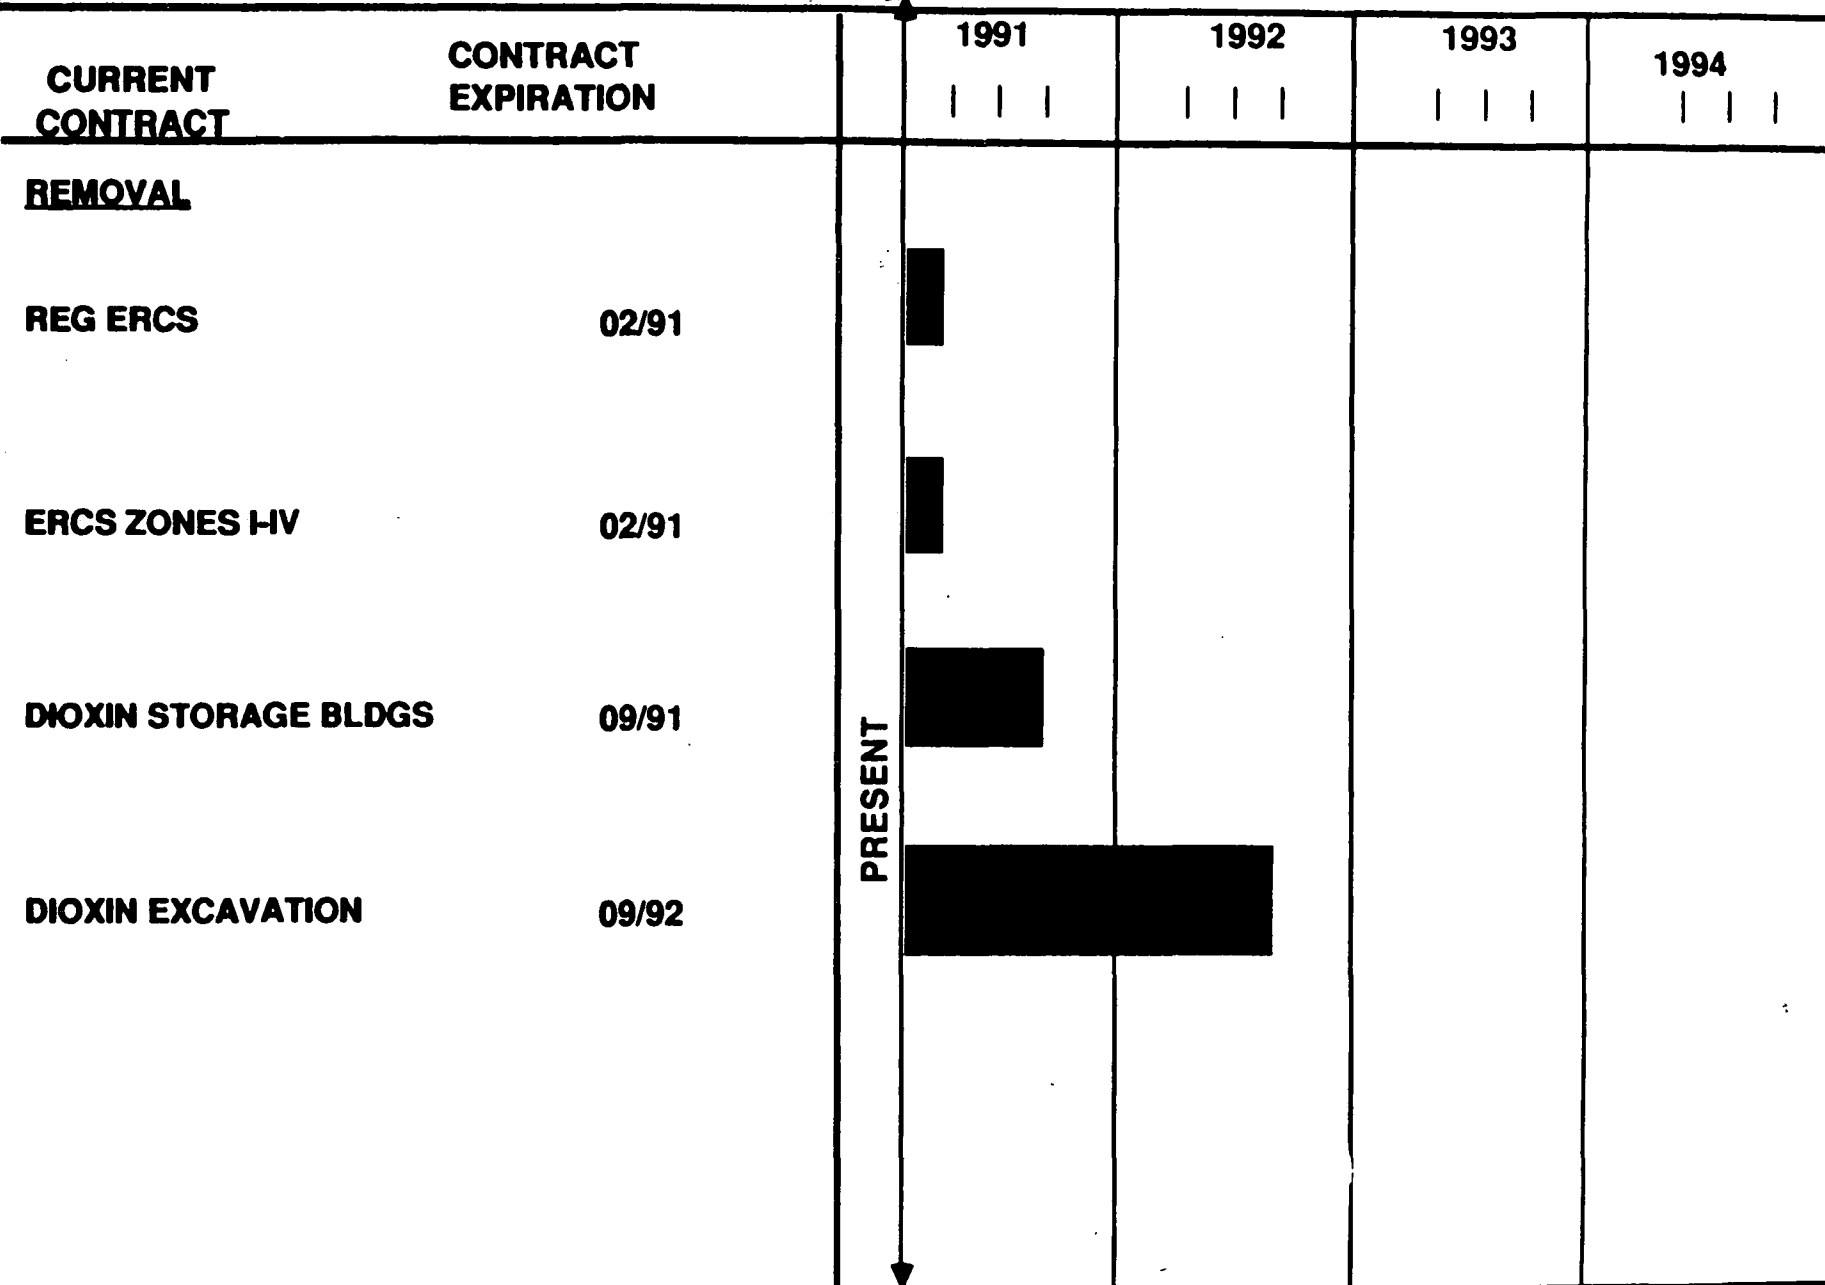 CURRENT
CONTRACT
CONTRACT
EXPIRATION
1991
1992
1993
1994
REMOVAL
REG ERCS
02/91
ERCS ZONES I-IV
02/91
DIOXIN STORAGE BLDGS
09/91
DIOXIN EXCAVATION
09/92
PRESENT